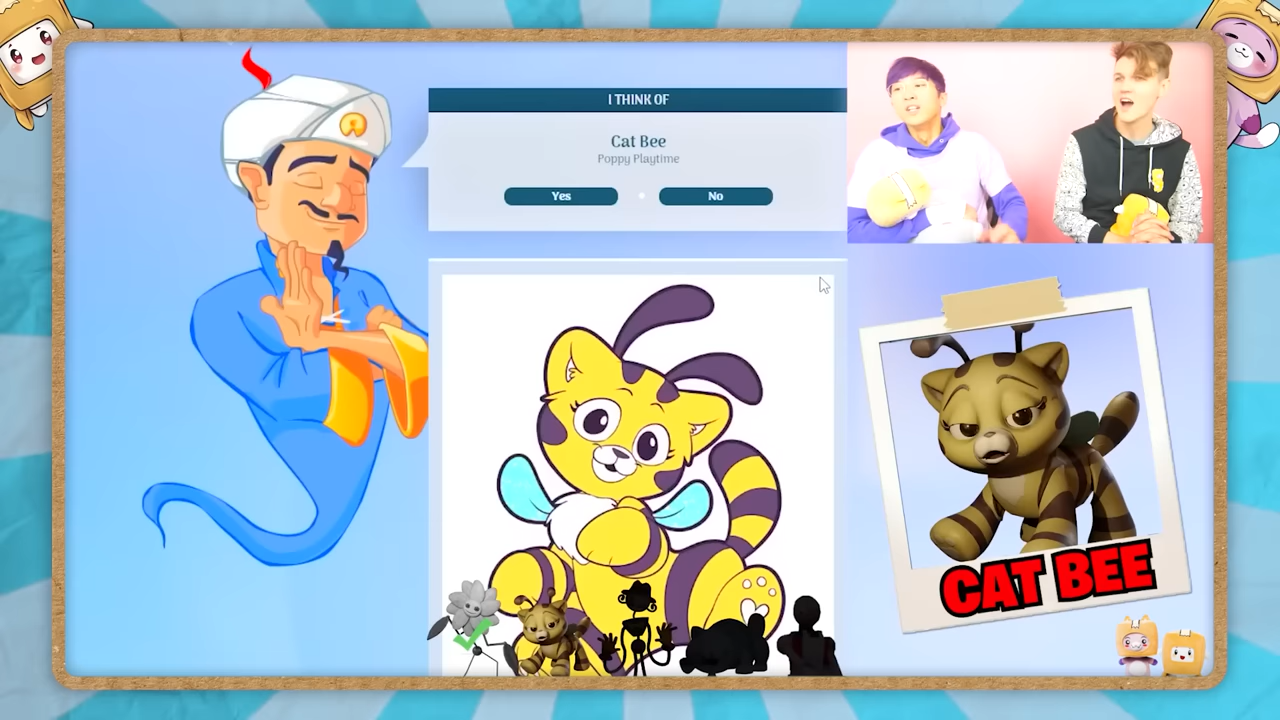 I THINK OF
Cat Bee
Poppy Playtime
Yes
No
CAT BEE